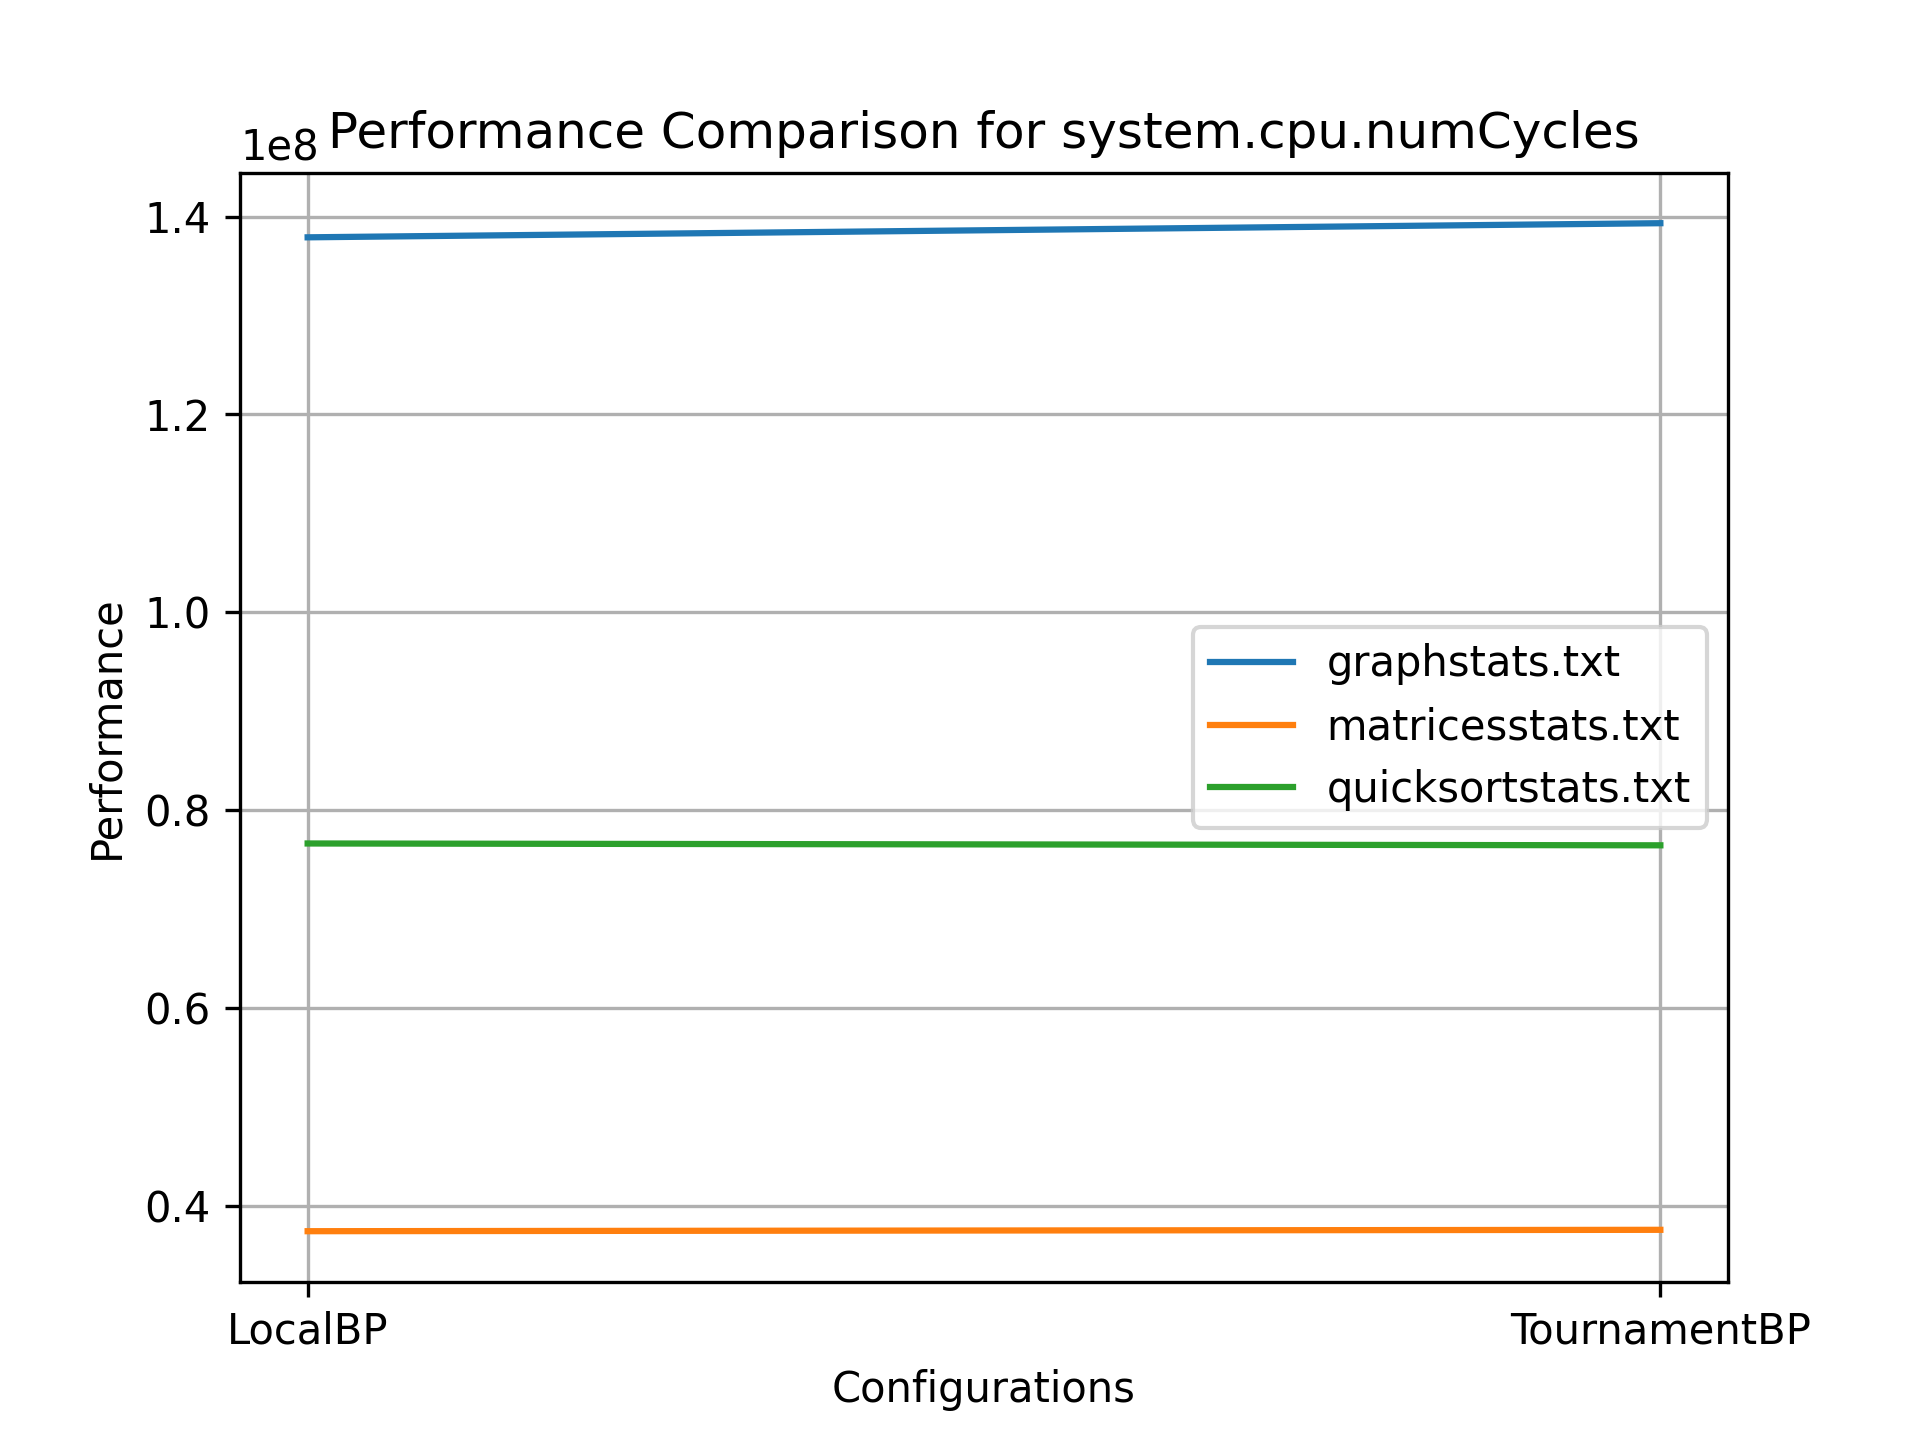 Performance Comparison for system.cpu.numCycles
1e8
1.4
1.2
1.0
0.8
0.6
0.4
Performance
graphstats.txt
matricesstats.txt
quicksortstats.txt
LocalBP
TournamentBP
Configurations